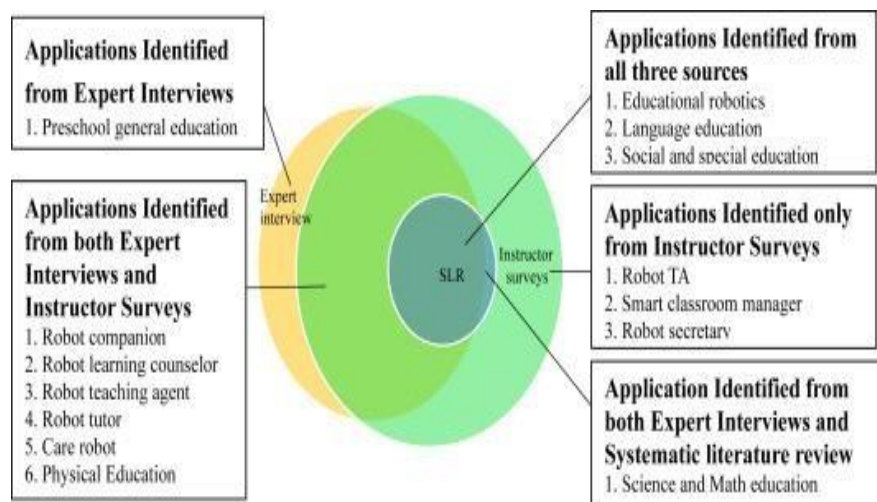 Applications Identified
from Expert Interviews
1. Preschool general education
Applications Identified
from both Expert
Interviews and
Instructor Surveys
1. Robot companion
2. Robot learning counselor
3. Robot teaching agent
4. Robot tutor
5. Care robot
6. Physical Education
Expert
interview
SLR
Instructor
surveys
Applications Identified from
all three sources
1. Educational robotics
2. Language education
3. Social and special education
Applications Identified only
from Instructor Surveys
1. Robot TA
2. Smart classroom manager
3. Robot secretary
Application Identified from
both Expert Interviews and
Systematic literature review
1. Science and Math education